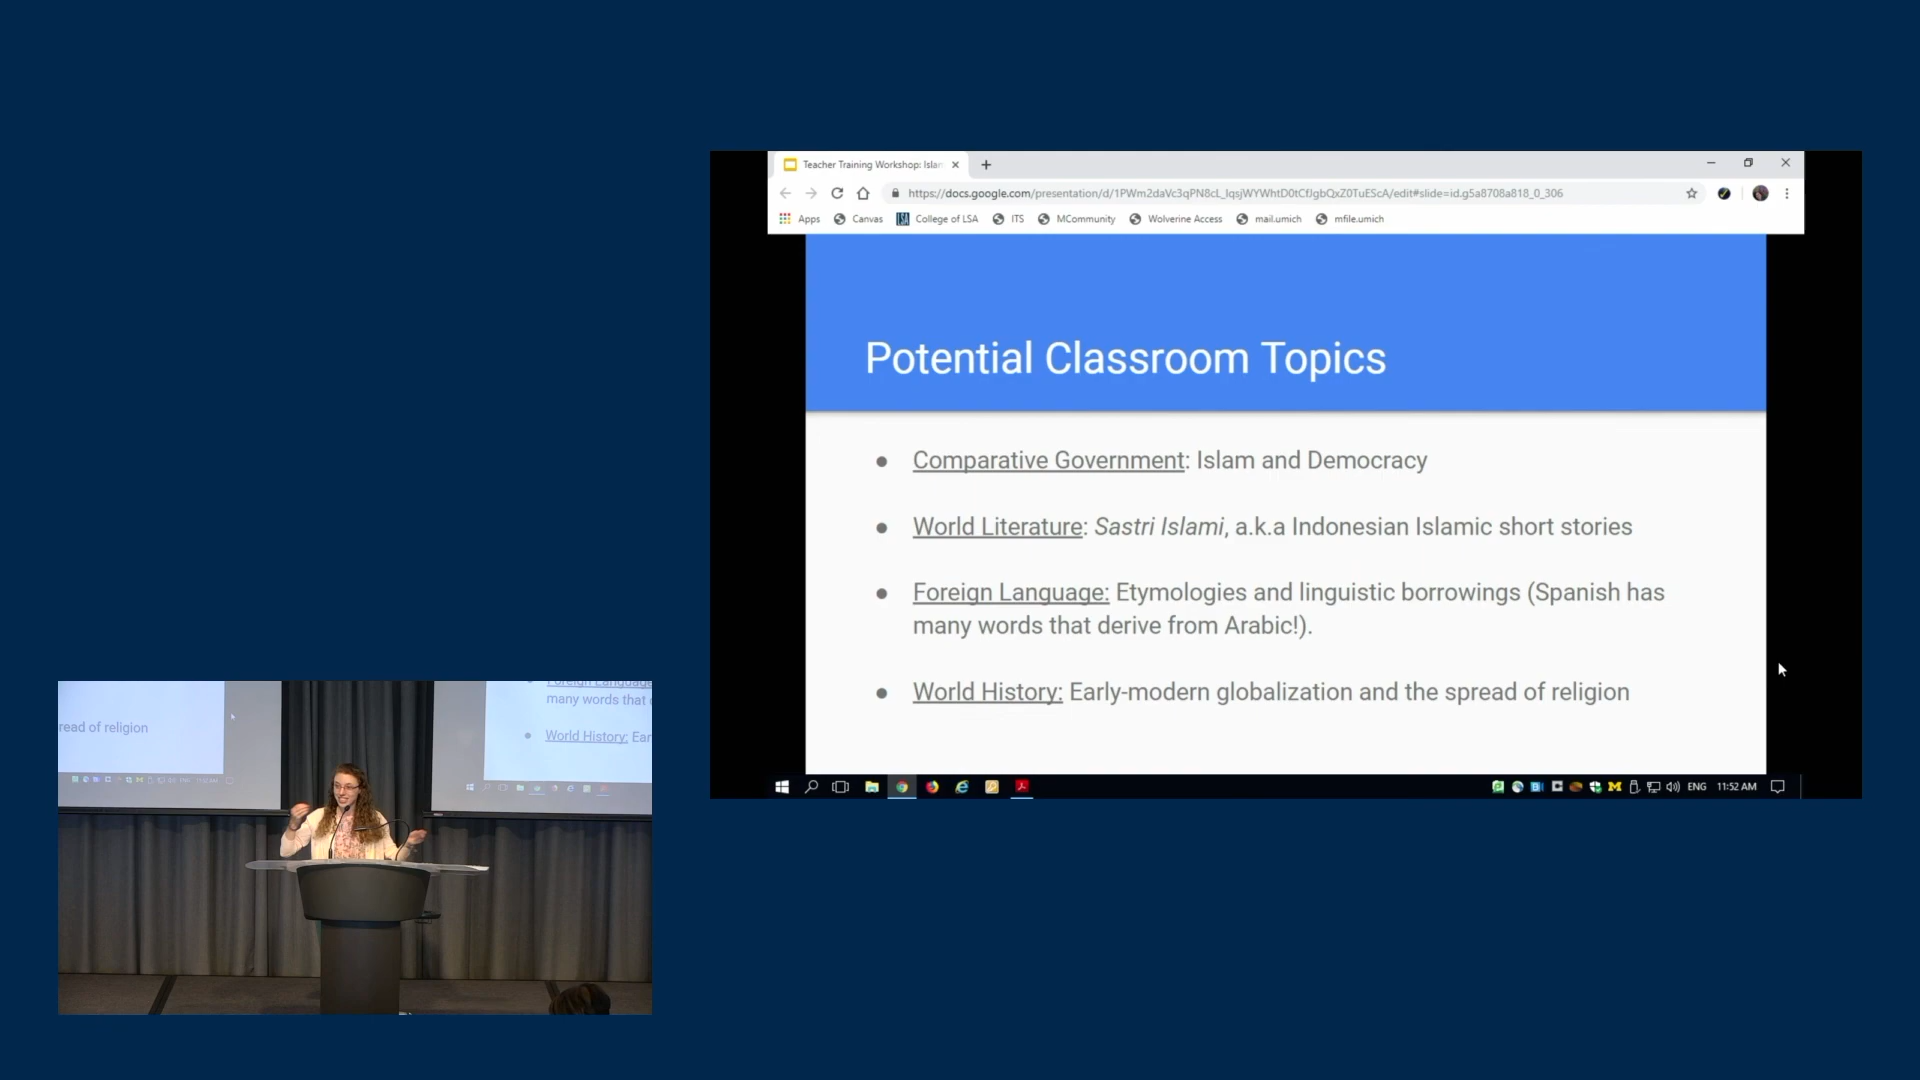 Teacher Training Workshop: Islam
https://docs.google.com/presentation/d/1PWm2daVc3qPN8cL_IqsjWYWhtD0tCfJgbQxZ0TuEScA/edit#slide=id.g5a8708a818_0_306
Apps Canvas College of LSA ITS MCommunity Wolverine Access mail.umich mfile.umich
Potential Classroom Topics
● Comparative Government: Islam and Democracy
● World Literature: Sastri Islami, a.k.a Indonesian Islamic short stories
● Foreign Language: Etymologies and linguistic borrowings (Spanish has
many words that derive from Arabic!).
● World History: Early-modern globalization and the spread of religion
ENG 11:52 AM
Foreign Language
many words that
read of religion
● World History: Ear